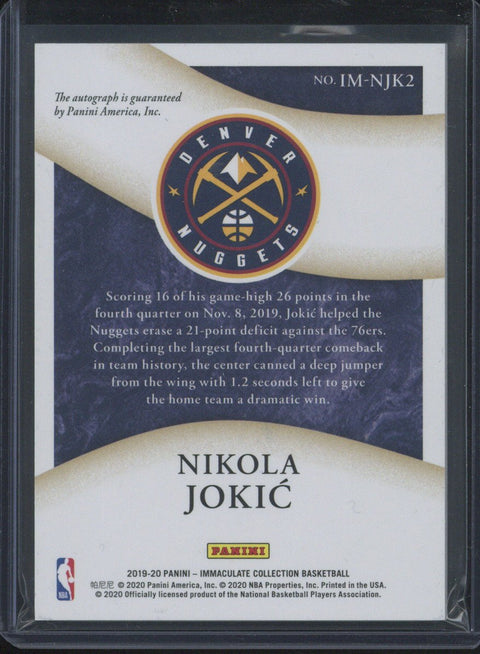 NO. IM-NJK2
The autograph is guaranteed
by Panini America, Inc.
DENVER
NUGGETS
Scoring 16 of his game-high 26 points in the
fourth quarter on Nov. 8, 2019, Jokić helped the
Nuggets erase a 21-point deficit against the 76ers.
Completing the largest fourth-quarter comeback
in team history, the center canned a deep jumper
from the wing with 1.2 seconds left to give
the home team a dramatic win.
NIKOLA
JOKIĆ
PANINI
2019-20 PANINI – IMMACULATE COLLECTION BASKETBALL
帕尼尼 © 2020 Panini America, Inc. © 2020 NBA Properties, Inc. Printed in the USA.
© 2020 Officially licensed product of the National Basketball Players Association.
NBA